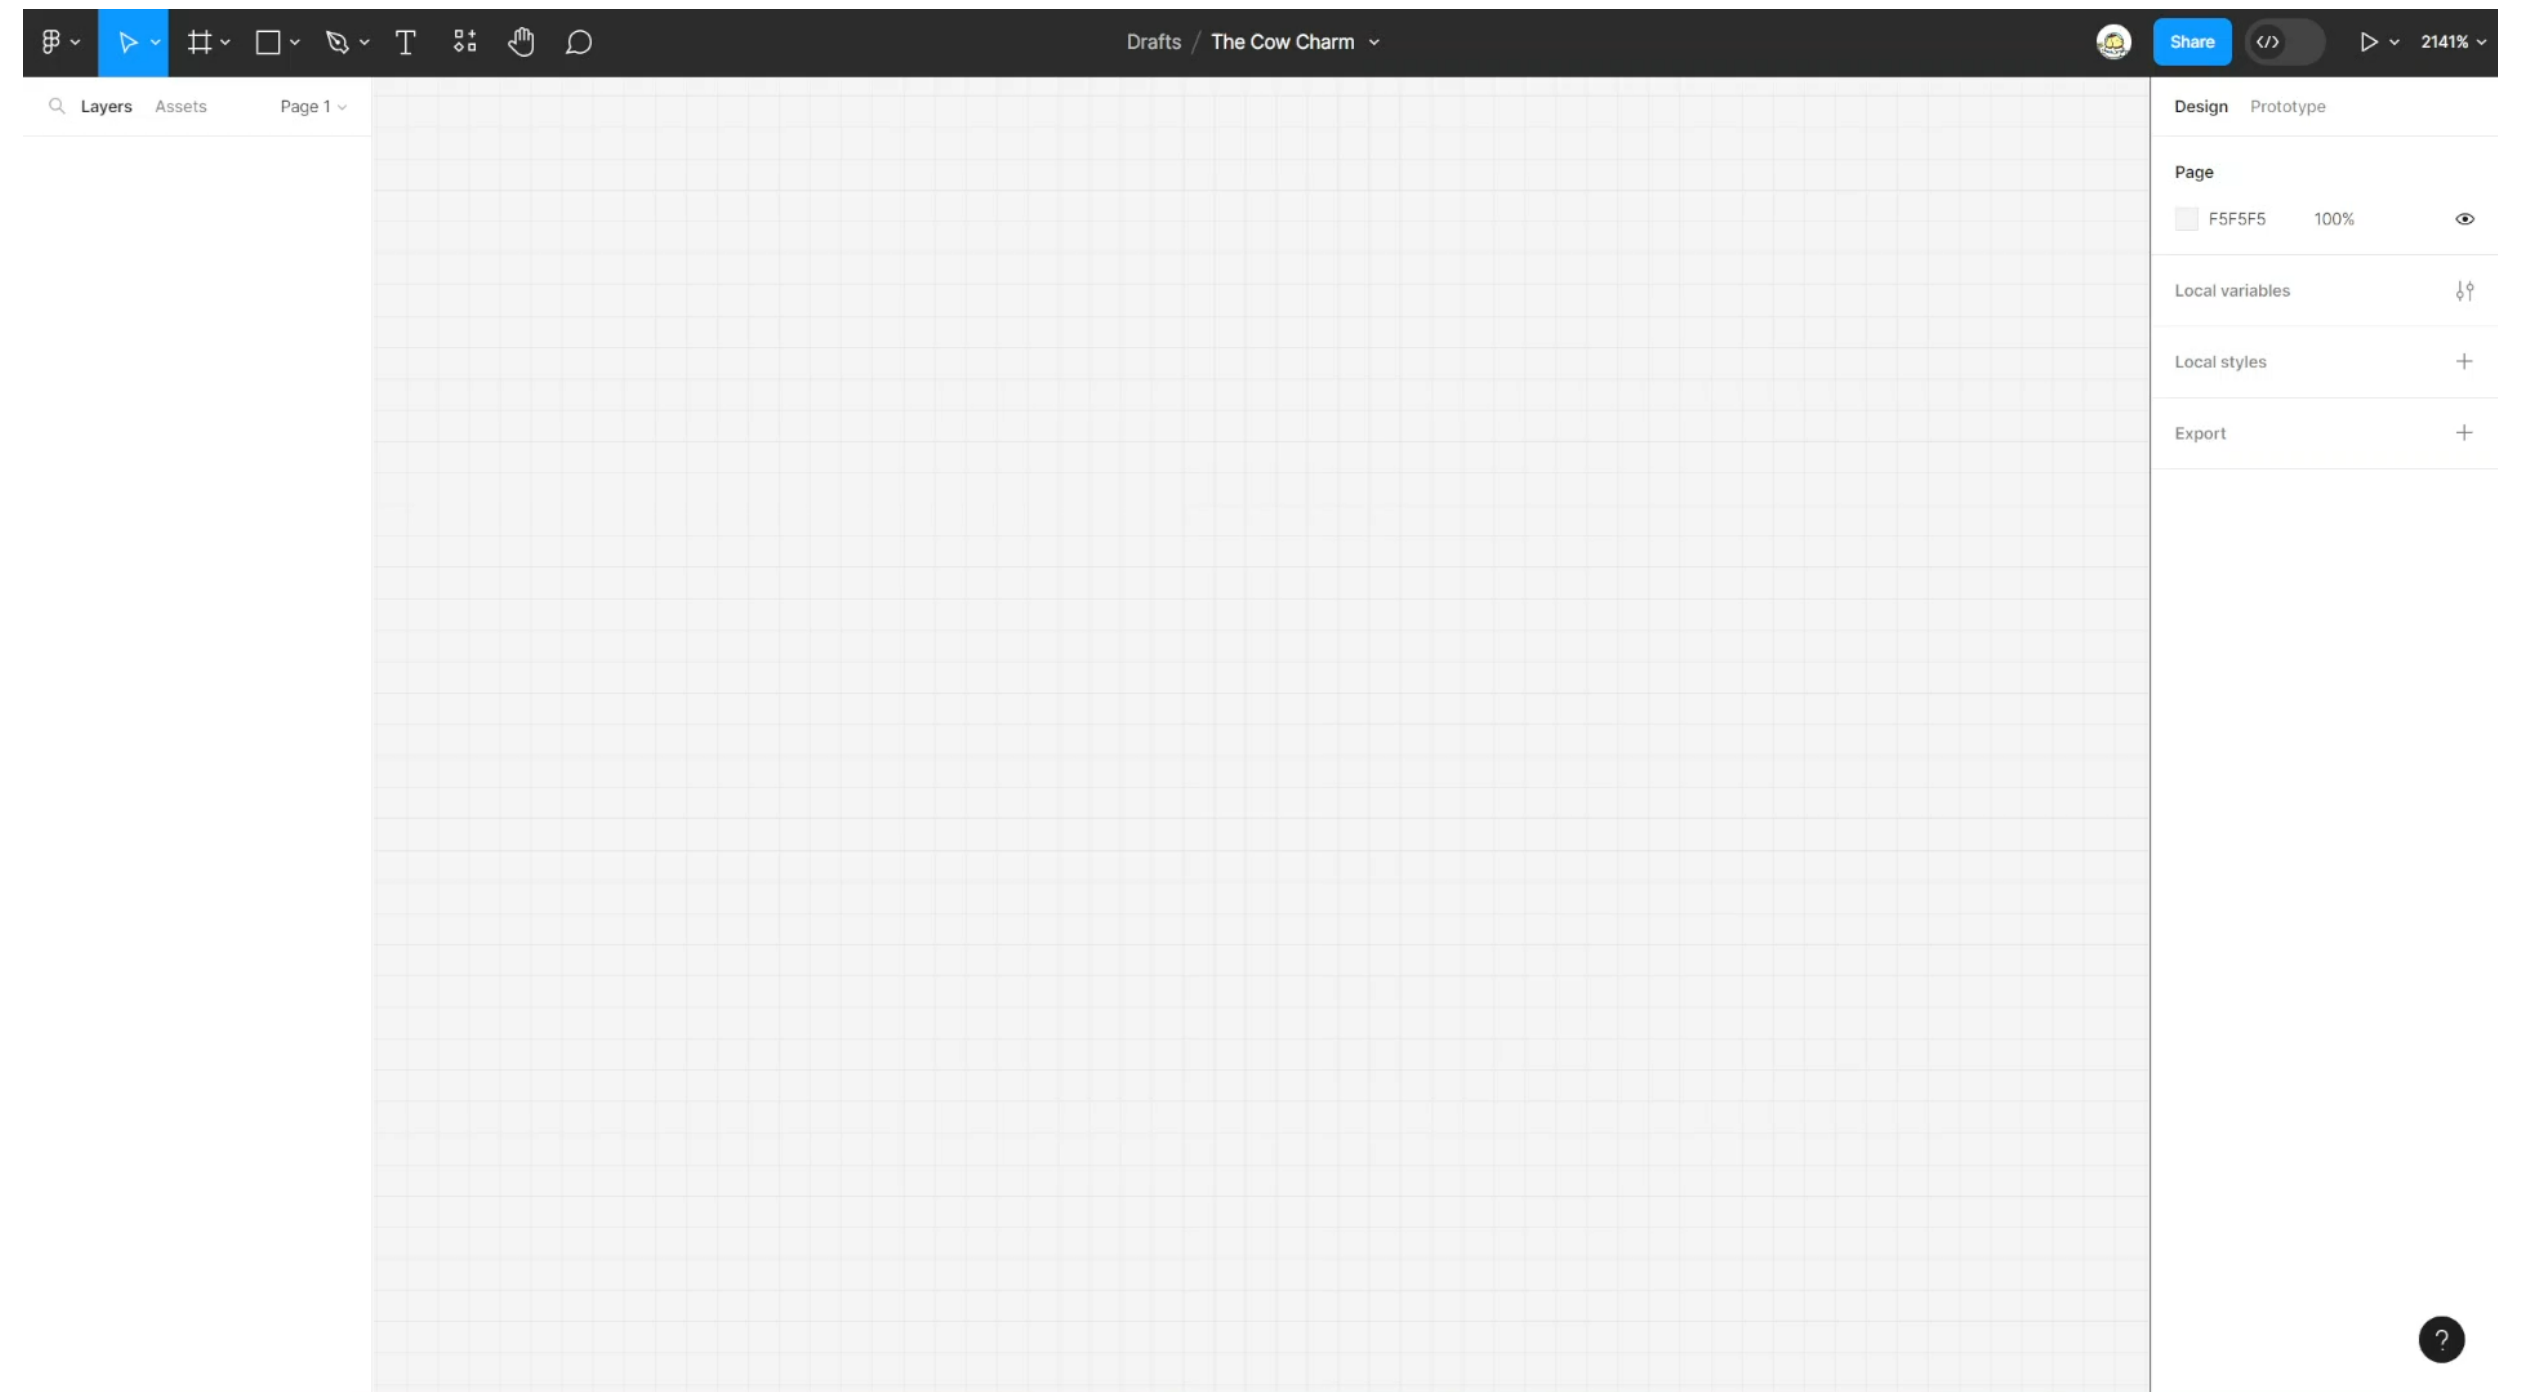 Drafts / The Cow Charm
Share
2141%
Layers Assets Page 1
Design Prototype
Page
F5F5F5 100%
Local variables
Local styles
Export
?